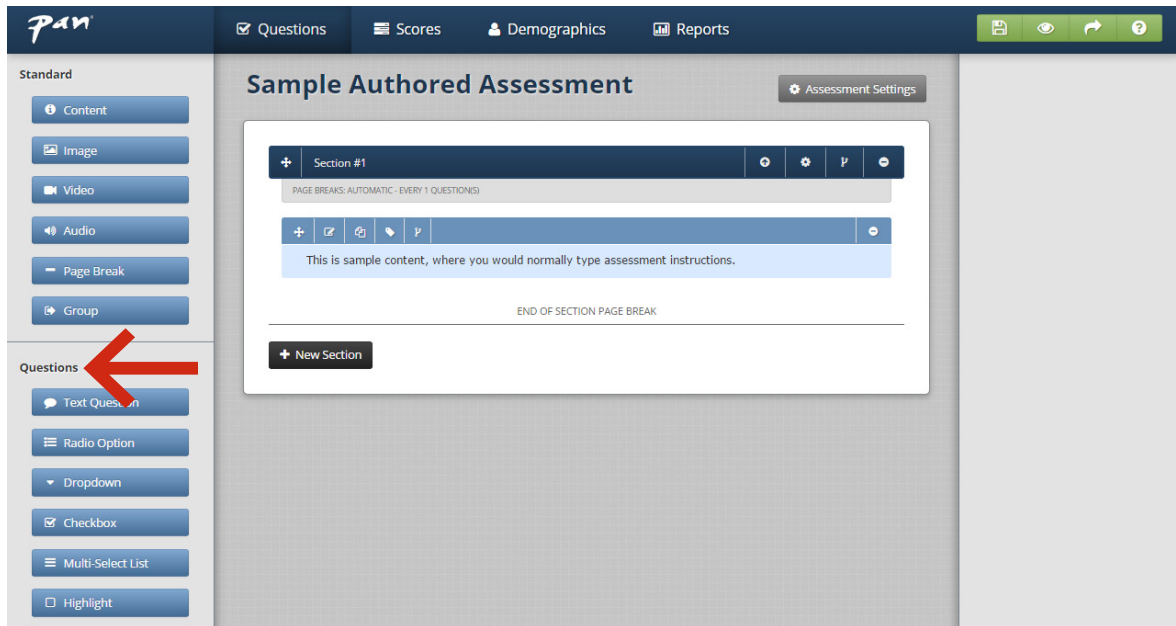 pan
Questions
Scores
Demographics
Reports
Standard
Content
Image
Video
Audio
Page Break
Group
Questions
Text Question
Radio Option
Dropdown
Checkbox
Multi-Select List
Highlight
Sample Authored Assessment
Assessment Settings
Section #1
PAGE BREAKS: AUTOMATIC - EVERY 1 QUESTION(S)
This is sample content, where you would normally type assessment instructions.
END OF SECTION PAGE BREAK
New Section